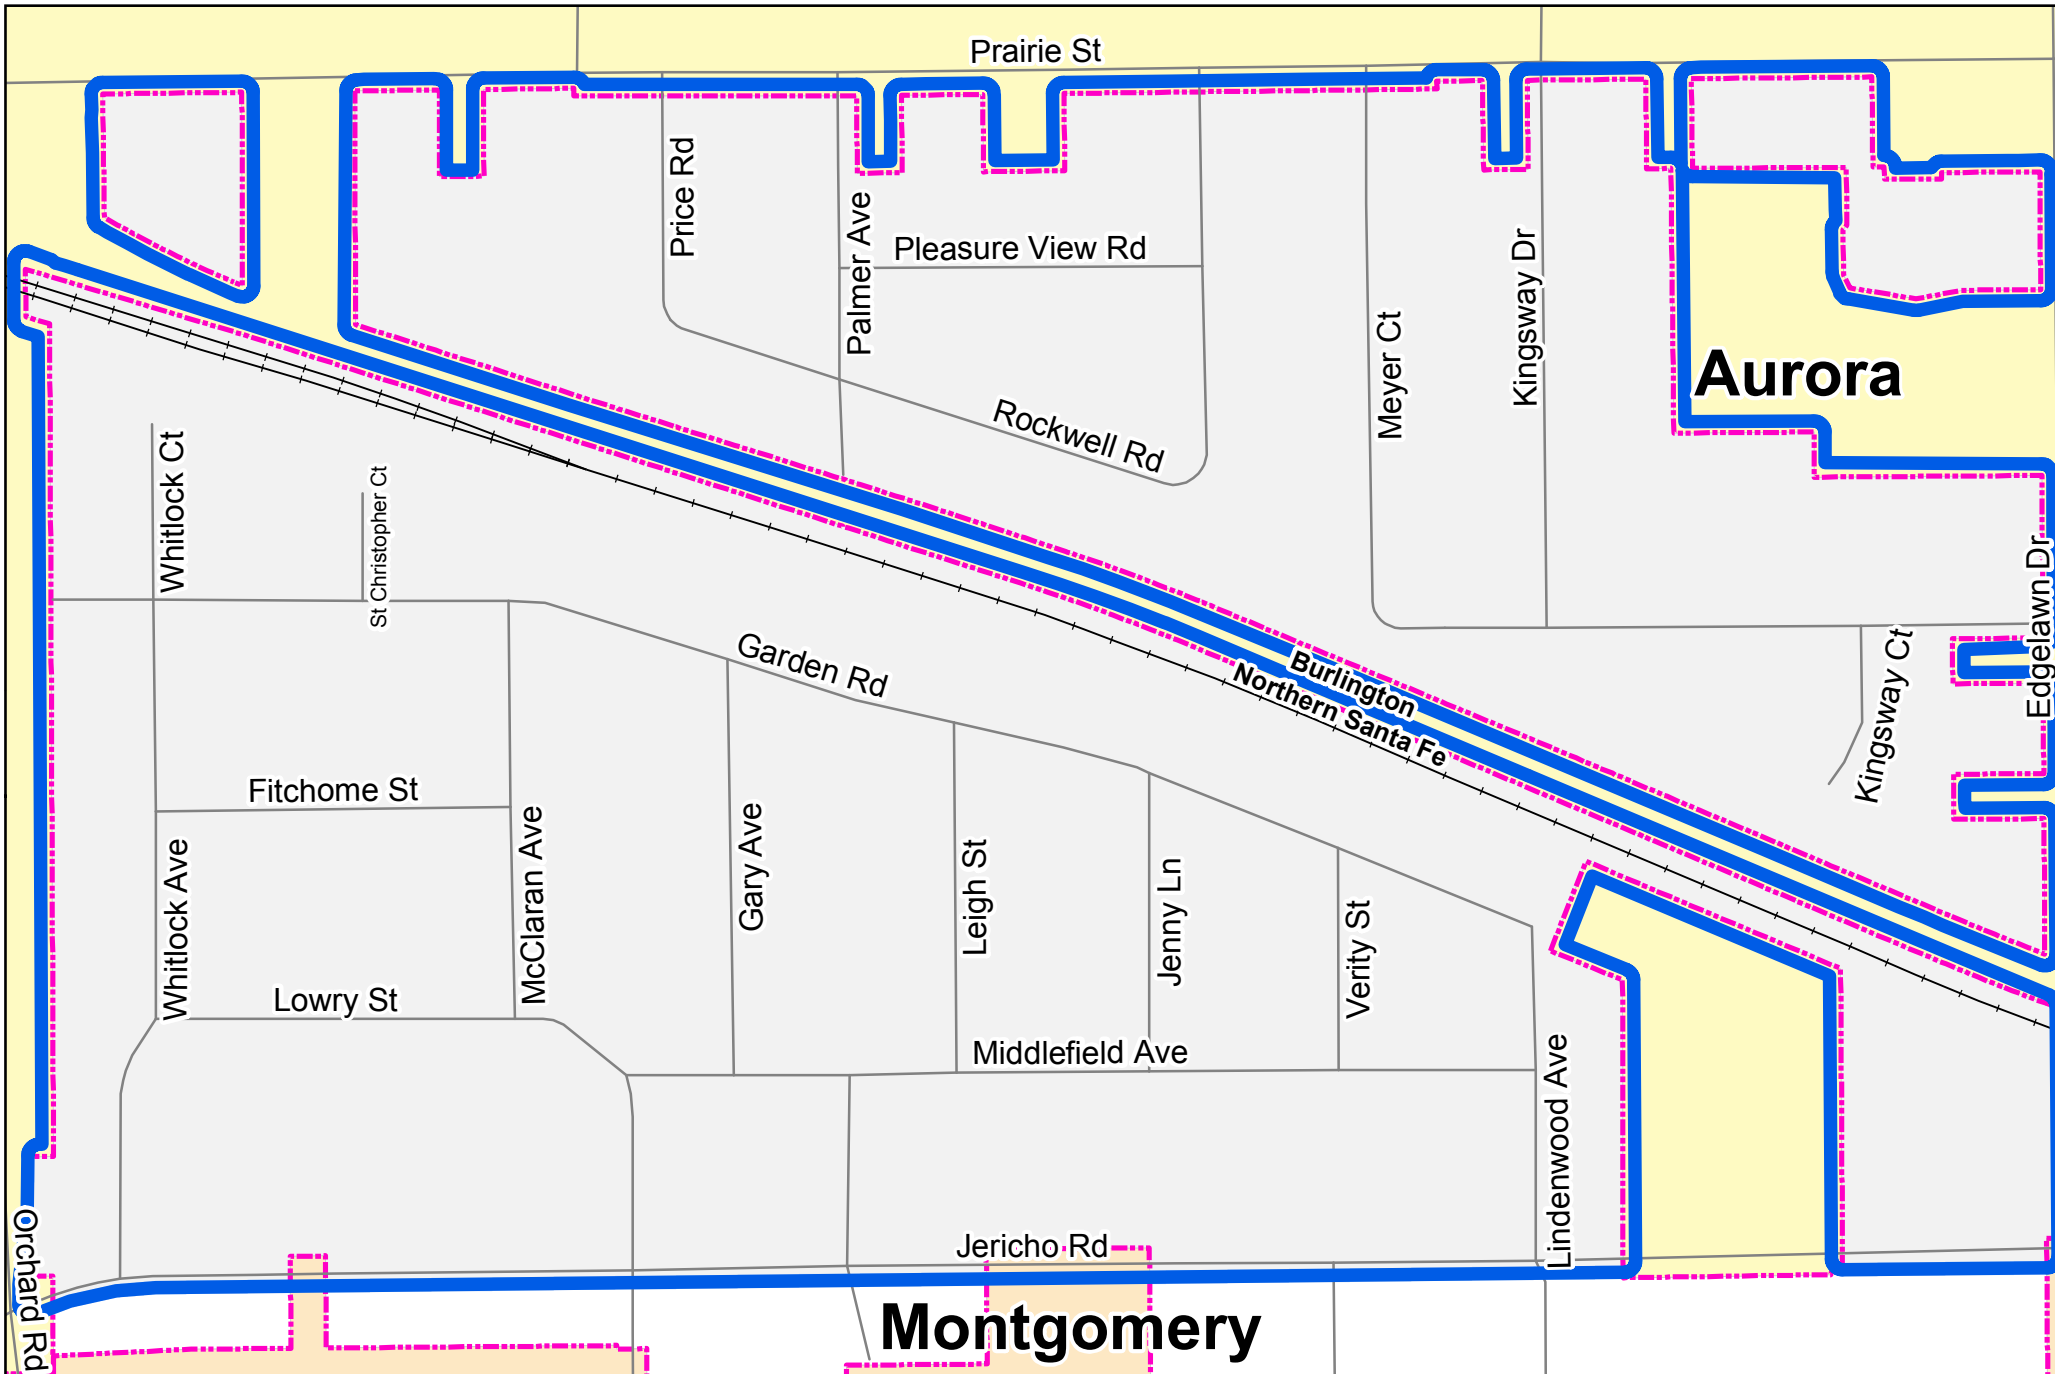 Prairie St
Price Rd
Palmer Ave
Pleasure View Rd
Kingsway Dr
Meyer Ct
Aurora
Rockwell Rd
Whitlock Ct
St Christopher Ct
Edgelawn Dr
Garden Rd
Burlington
Northern Santa Fe
Kingsway Ct
Fitchome St
McClaran Ave
Gary Ave
Whitlock Ave
Leigh St
Jenny Ln
Verity St
Lowry St
Middlefield Ave
Lindenwood Ave
Orchard Rd
Jericho Rd
Montgomery